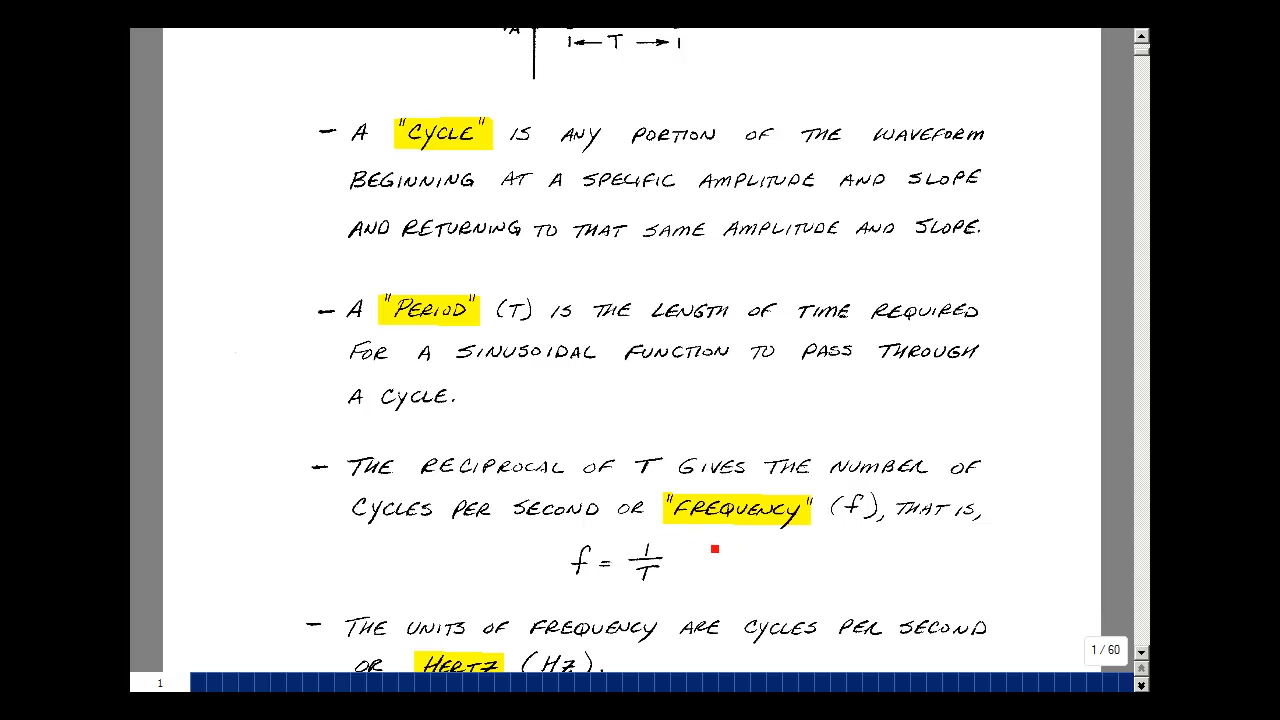 A
|← T →|
- A "CYCLE" IS ANY PORTION OF THE WAVEFORM
BEGINNING AT A SPECIFIC AMPLITUDE AND SLOPE
AND RETURNING TO THAT SAME AMPLITUDE AND SLOPE.
- A "PERIOD" (T) IS THE LENGTH OF TIME REQUIRED
FOR A SINUSOIDAL FUNCTION TO PASS THROUGH
A CYCLE.
- THE RECIPROCAL OF T GIVES THE NUMBER OF
CYCLES PER SECOND OR "FREQUENCY" (f), THAT IS,
f = 1/T
- THE UNITS OF FREQUENCY ARE CYCLES PER SECOND
OR HERTZ (HZ).
1 / 60
1